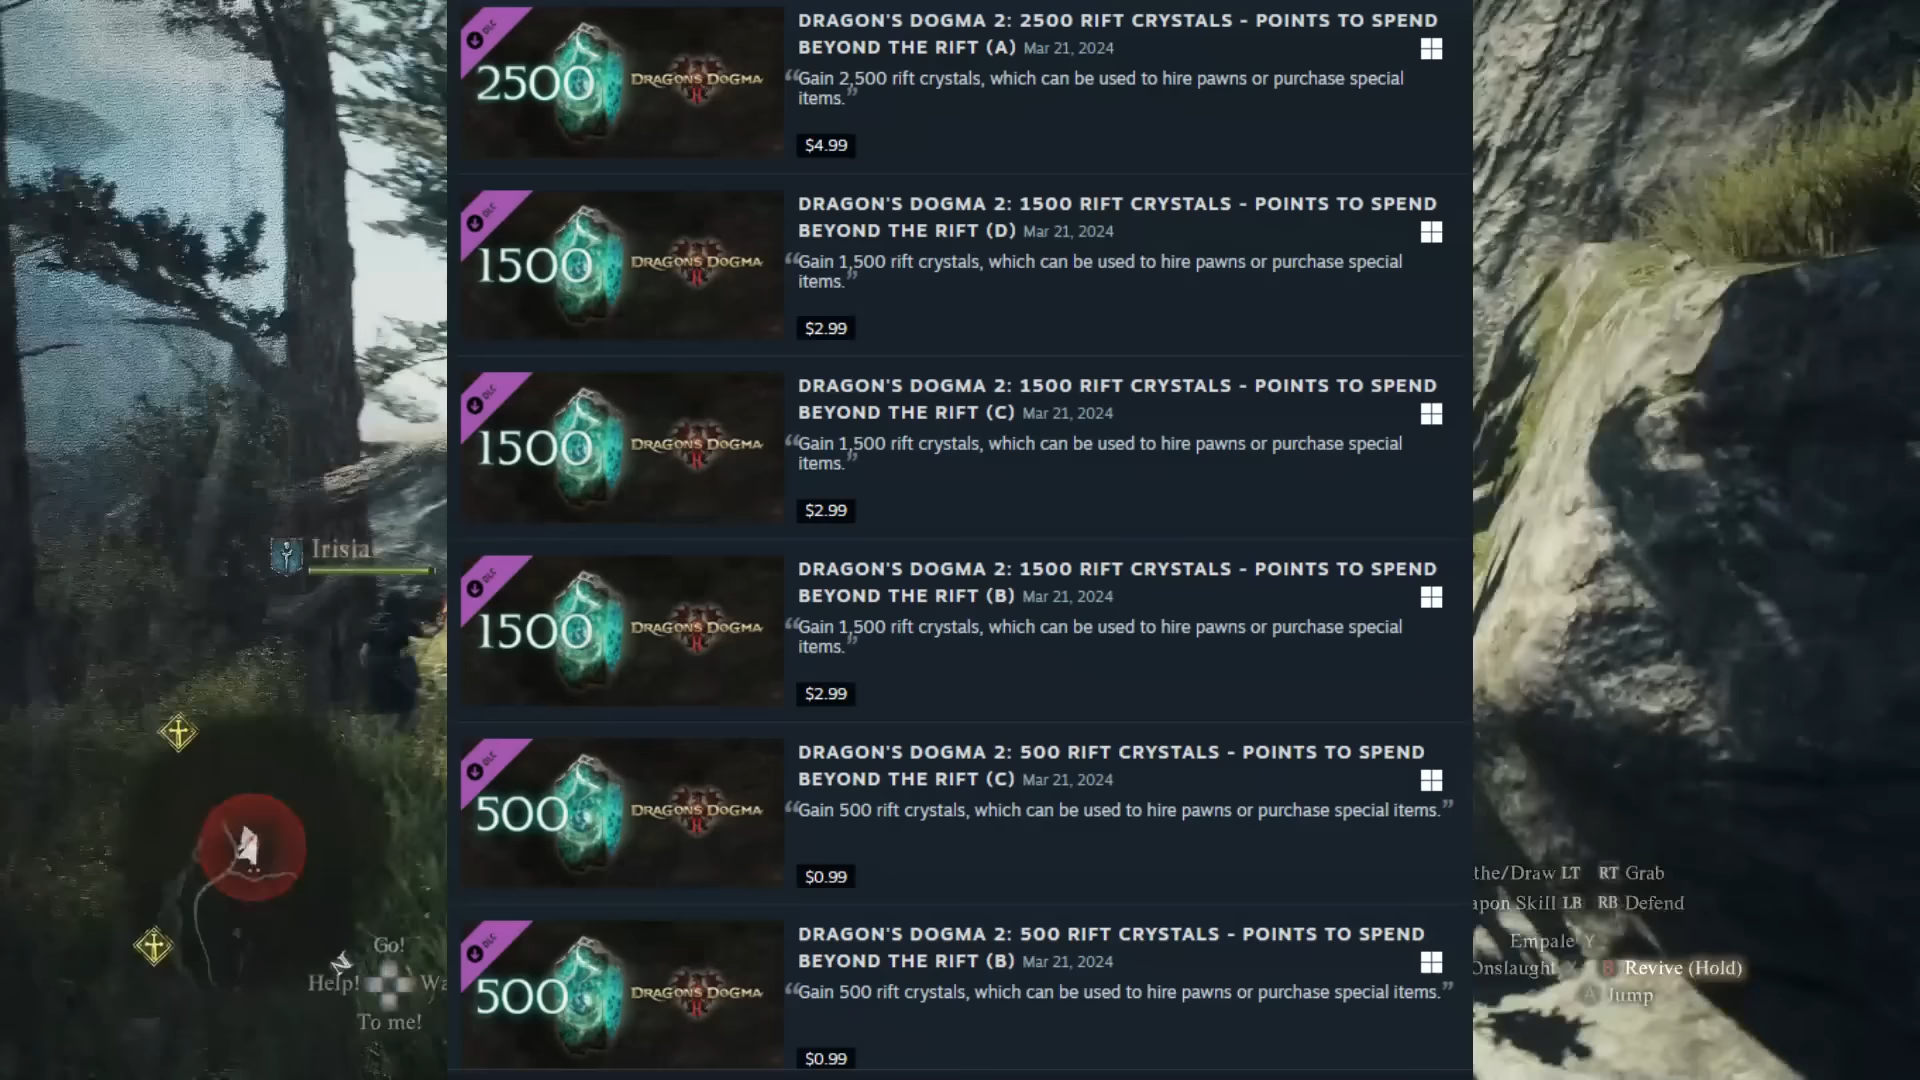 DRAGON'S DOGMA 2: 2500 RIFT CRYSTALS - POINTS TO SPEND
BEYOND THE RIFT (A) Mar 21, 2024
“Gain 2,500 rift crystals, which can be used to hire pawns or purchase special
items.”
$4.99
DLC
2500
DRAGON'S DOGMA
DRAGON'S DOGMA 2: 1500 RIFT CRYSTALS - POINTS TO SPEND
BEYOND THE RIFT (D) Mar 21, 2024
“Gain 1,500 rift crystals, which can be used to hire pawns or purchase special
items.”
$2.99
DLC
1500
DRAGON'S DOGMA
DRAGON'S DOGMA 2: 1500 RIFT CRYSTALS - POINTS TO SPEND
BEYOND THE RIFT (C) Mar 21, 2024
“Gain 1,500 rift crystals, which can be used to hire pawns or purchase special
items.”
$2.99
DLC
1500
DRAGON'S DOGMA
DRAGON'S DOGMA 2: 1500 RIFT CRYSTALS - POINTS TO SPEND
BEYOND THE RIFT (B) Mar 21, 2024
“Gain 1,500 rift crystals, which can be used to hire pawns or purchase special
items.”
$2.99
DLC
1500
DRAGON'S DOGMA
DRAGON'S DOGMA 2: 500 RIFT CRYSTALS - POINTS TO SPEND
BEYOND THE RIFT (C) Mar 21, 2024
“Gain 500 rift crystals, which can be used to hire pawns or purchase special items.”
$0.99
DLC
500
DRAGON'S DOGMA
DRAGON'S DOGMA 2: 500 RIFT CRYSTALS - POINTS TO SPEND
BEYOND THE RIFT (B) Mar 21, 2024
“Gain 500 rift crystals, which can be used to hire pawns or purchase special items.”
$0.99
DLC
500
DRAGON'S DOGMA
Irisia
N
Go!
Help! Wa
To me!
the/Draw LT RT Grab
apon Skill LB RB Defend
Empale Y
Onslaught X B Revive (Hold)
A Jump